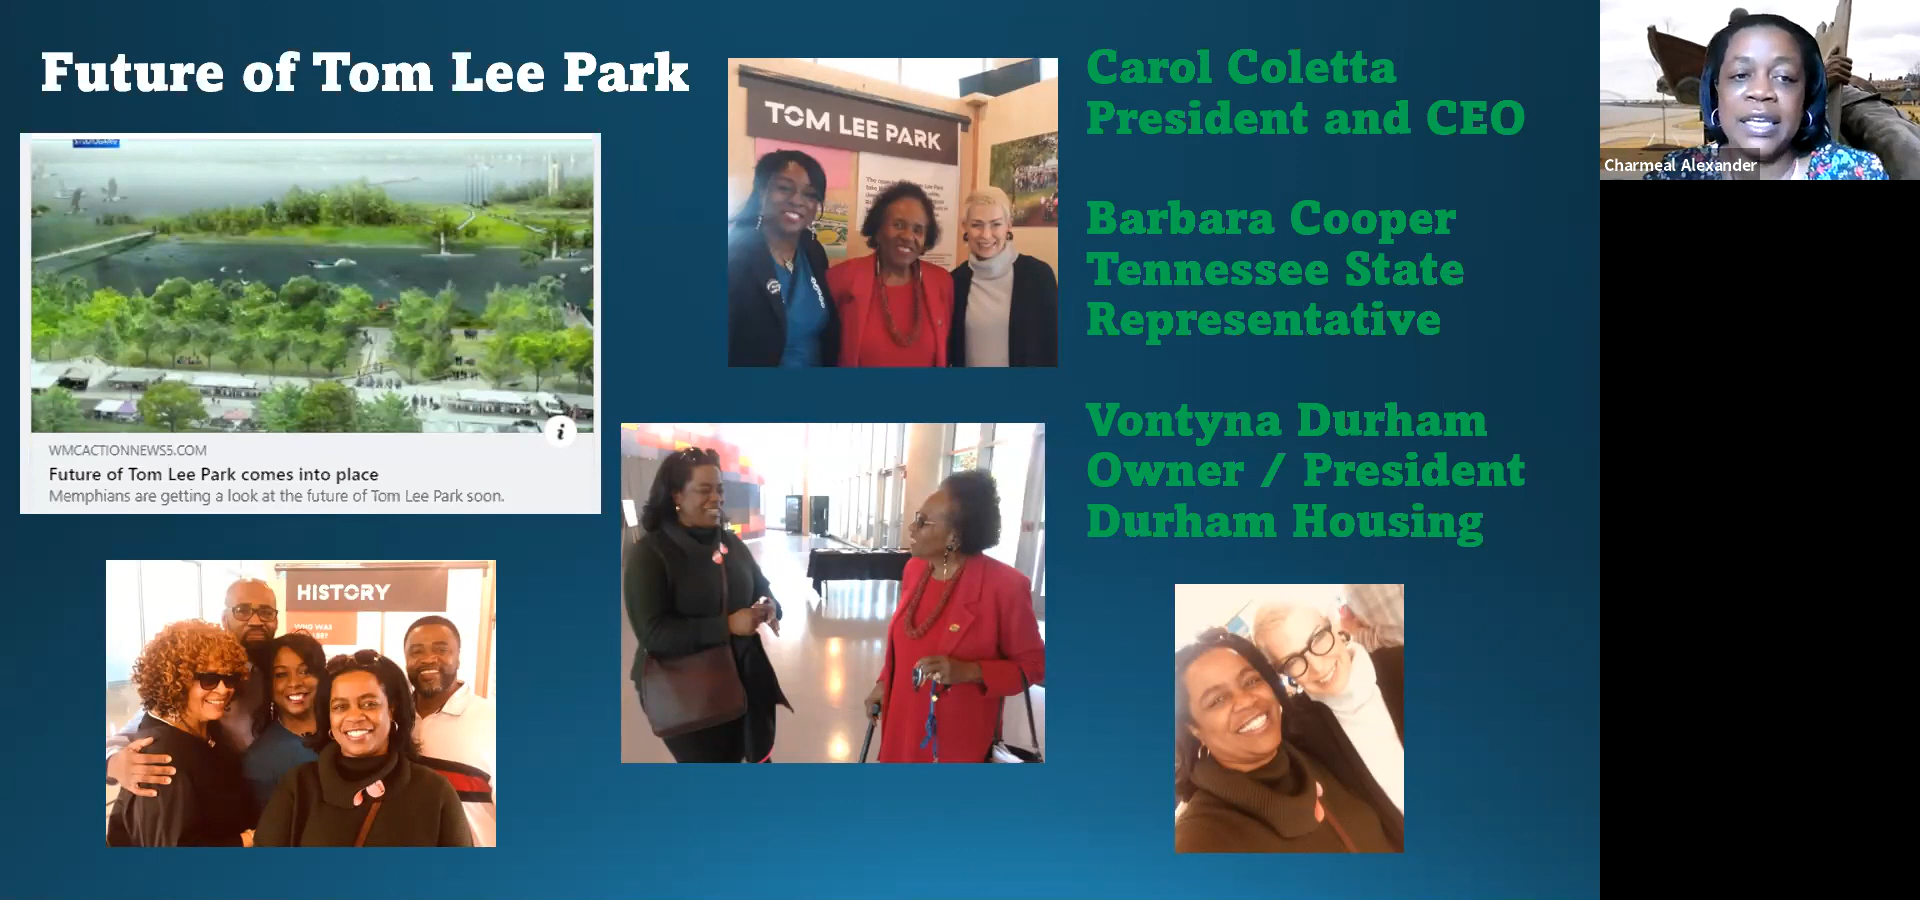 Future of Tom Lee Park
WMCACTIONNEWS5.COM
Future of Tom Lee Park comes into place
Memphians are getting a look at the future of Tom Lee Park soon.
TOM LEE PARK
HISTORY
WHO WAS
Carol Coletta
President and CEO
Barbara Cooper
Tennessee State
Representative
Vontyna Durham
Owner / President
Durham Housing
Charmeal Alexander